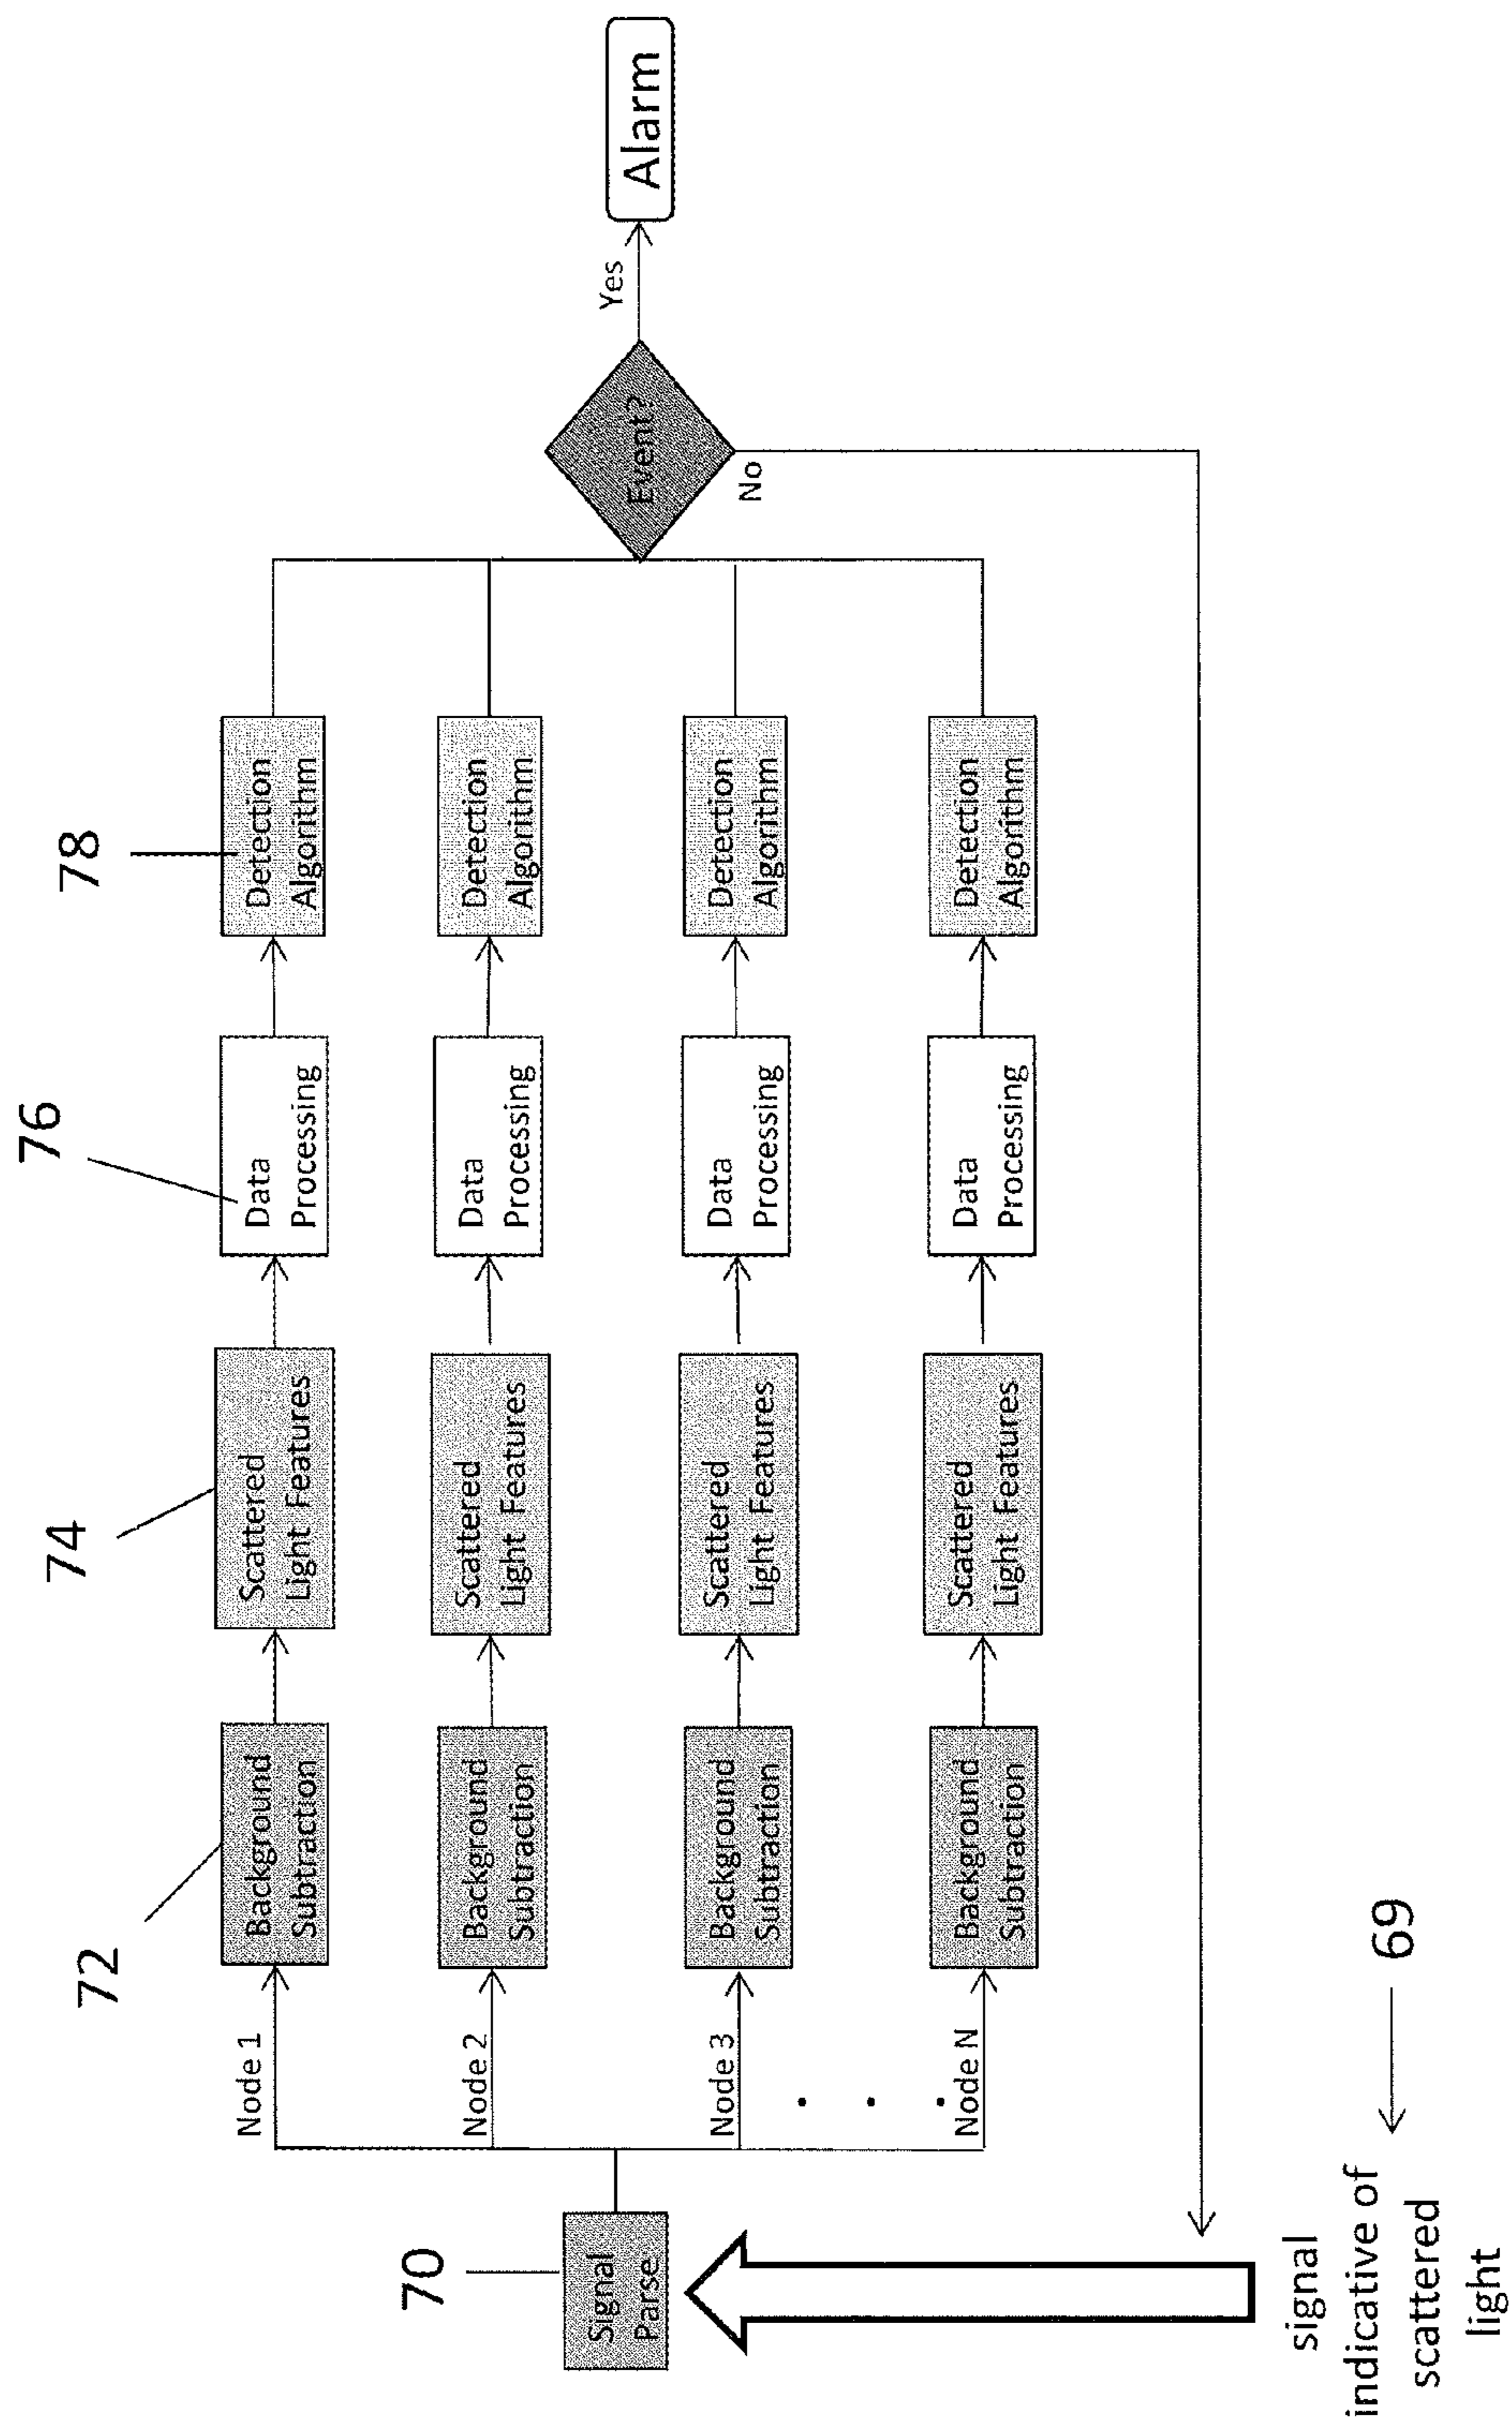 72
74
76
78
Node 1
Background
Subtraction
Scattered
Light Features
Data
Processing
Detection
Algorithm
Node 2
Background
Subtraction
Scattered
Light Features
Data
Processing
Detection
Algorithm
70
Signal
Parse
Event?
Yes
Alarm
No
Node 3
Background
Subtraction
Scattered
Light Features
Data
Processing
Detection
Algorithm
. . .
Node N
Background
Subtraction
Scattered
Light Features
Data
Processing
Detection
Algorithm
signal
indicative of
scattered
light
69